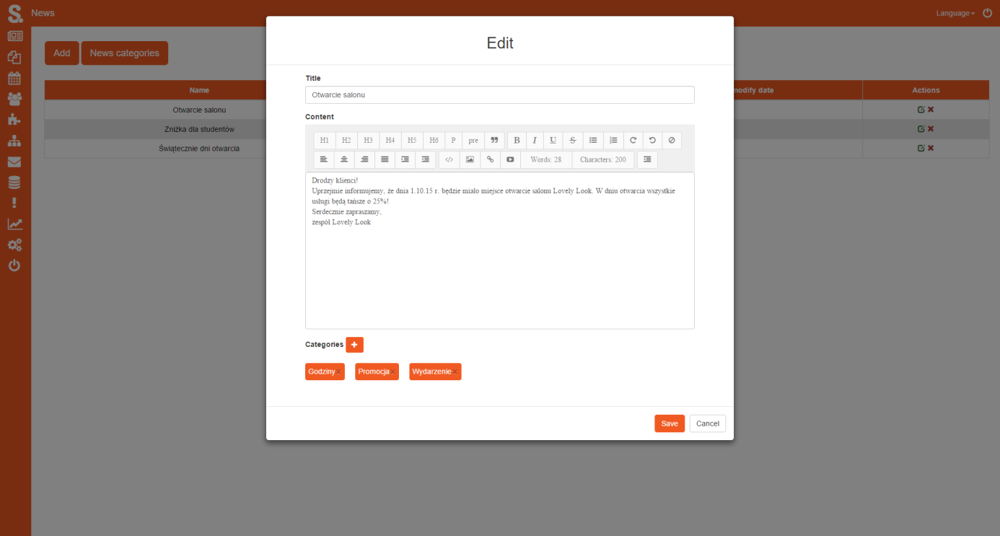 S.
News
Language
Add
News categories
Name
modify date
Actions
Otwarcie salonu
Zniżka dla studentów
Świątecznie dni otwarcia
Edit
Title
Otwarcie salonu
Content
H1 H2 H3 H4 H5 H6 P pre B I U S
Words: 28 Characters: 200
Drodzy klienci!
Uprzejmie informujemy, że dnia 1.10.15 r. będzie miało miejsce otwarcie salonu Lovely Look. W dniu otwarcia wszystkie
usługi będą tańsze o 25%!
Serdecznie zapraszamy,
zespół Lovely Look
Categories
Godziny
Promocja
Wydarzenie
Save
Cancel